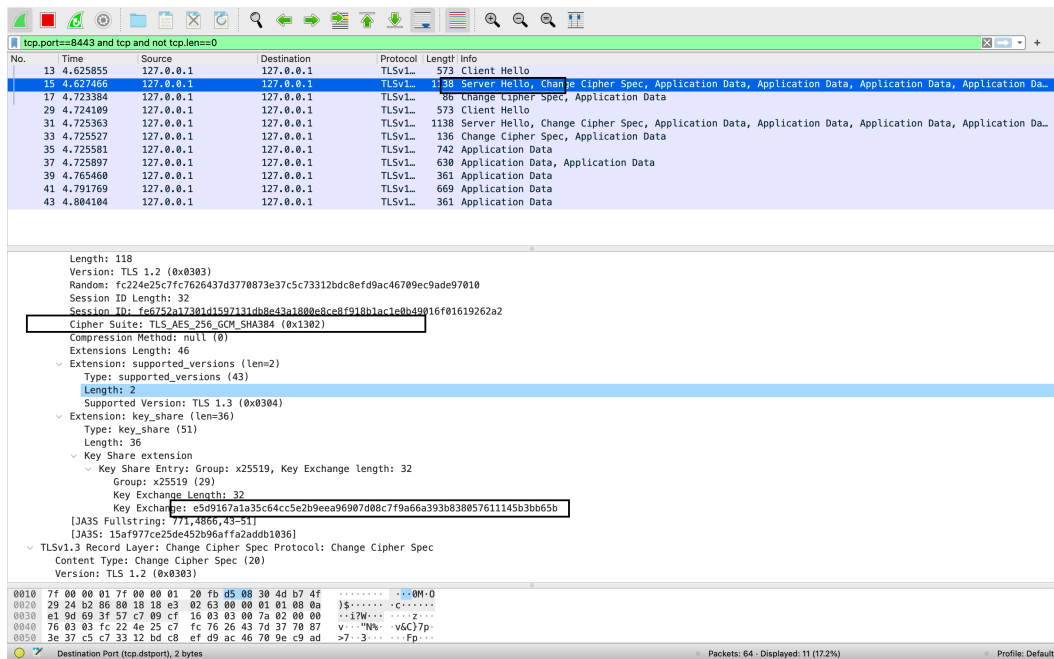 tcp.port==8443 and tcp and not tcp.len==0
No. Time Source Destination Protocol Length Info
13 4.625855 127.0.0.1 127.0.0.1 TLSv1… 573 Client Hello
15 4.627466 127.0.0.1 127.0.0.1 TLSv1… 1138 Server Hello, Change Cipher Spec, Application Data, Application Data, Application Data, Application Da…
17 4.723384 127.0.0.1 127.0.0.1 TLSv1… 86 Change Cipher Spec, Application Data
29 4.724109 127.0.0.1 127.0.0.1 TLSv1… 573 Client Hello
31 4.725363 127.0.0.1 127.0.0.1 TLSv1… 1138 Server Hello, Change Cipher Spec, Application Data, Application Data, Application Data, Application Da…
33 4.725527 127.0.0.1 127.0.0.1 TLSv1… 136 Change Cipher Spec, Application Data
35 4.725581 127.0.0.1 127.0.0.1 TLSv1… 742 Application Data
37 4.725897 127.0.0.1 127.0.0.1 TLSv1… 630 Application Data, Application Data
39 4.765460 127.0.0.1 127.0.0.1 TLSv1… 361 Application Data
41 4.791769 127.0.0.1 127.0.0.1 TLSv1… 669 Application Data
43 4.804104 127.0.0.1 127.0.0.1 TLSv1… 361 Application Data
Length: 118
Version: TLS 1.2 (0x0303)
Random: fc224e25c7fc7626437d3770873e37c5c73312bdc8efd9ac46709ec9ade97010
Session ID Length: 32
Session ID: fe6752a17301d1597131db8e43a1800e8ce8f918b1ac1e0b49016f01619262a2
Cipher Suite: TLS_AES_256_GCM_SHA384 (0x1302)
Compression Method: null (0)
Extensions Length: 46
Extension: supported_versions (len=2)
Type: supported_versions (43)
Length: 2
Supported Version: TLS 1.3 (0x0304)
Extension: key_share (len=36)
Type: key_share (51)
Length: 36
Key Share extension
Key Share Entry: Group: x25519, Key Exchange length: 32
Group: x25519 (29)
Key Exchange Length: 32
Key Exchange: e5d9167a1a35c64cc5e2b9eea96907d08c7f9a66a393b838057611145b3bb65b
[JA3S Fullstring: 771,4866,43-51]
[JA3S: 15af977ce25de452b96affa2addb1036]
TLSv1.3 Record Layer: Change Cipher Spec Protocol: Change Cipher Spec
Content Type: Change Cipher Spec (20)
Version: TLS 1.2 (0x0303)
0010 7f 00 00 01 7f 00 00 01 20 fb d5 08 30 4d b7 4f ········ ···0M·O
0020 29 24 b2 86 80 18 18 e3 02 63 00 00 01 01 08 0a )$······ ·c······
0030 e1 9d 69 3f 57 c7 09 cf 16 03 03 00 7a 02 00 00 ··i?W··· ····z···
0040 76 03 03 fc 22 4e 25 c7 fc 76 26 43 7d 37 70 87 v···"N%· ·v&C}7p·
0050 3e 37 c5 c7 33 12 bd c8 ef d9 ac 46 70 9e c9 ad >7··3··· ···Fp···
Destination Port (tcp.dstport), 2 bytes Packets: 64 · Displayed: 11 (17.2%) Profile: Default